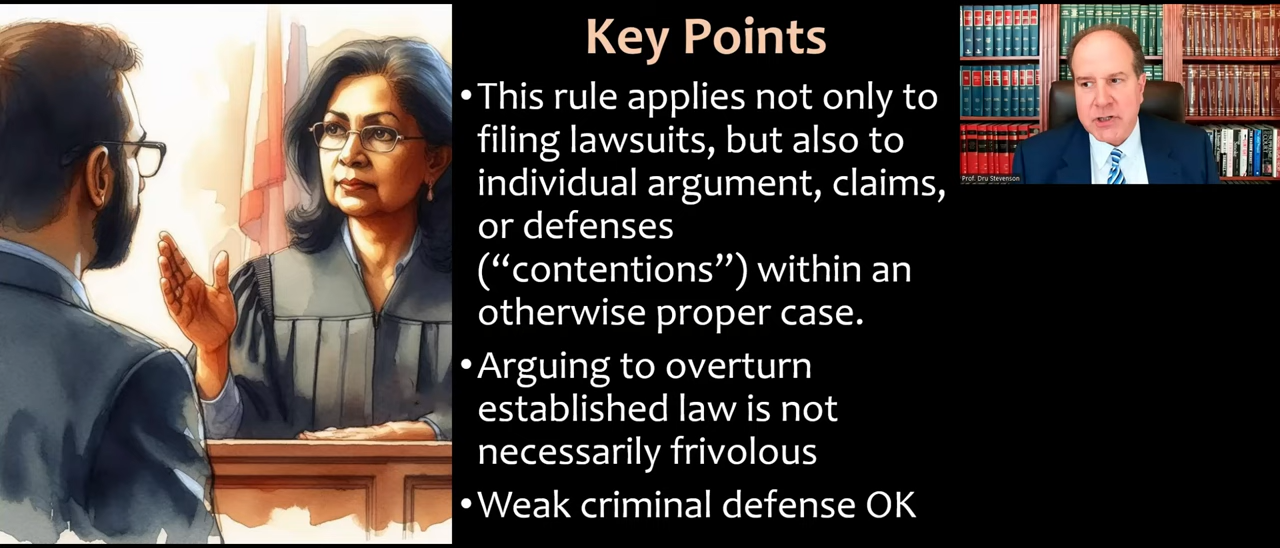 Key Points
•This rule applies not only to
filing lawsuits, but also to
individual argument, claims,
or defenses
(“contentions”) within an
otherwise proper case.
•Arguing to overturn
established law is not
necessarily frivolous
•Weak criminal defense OK
Prof. Dru Stevenson